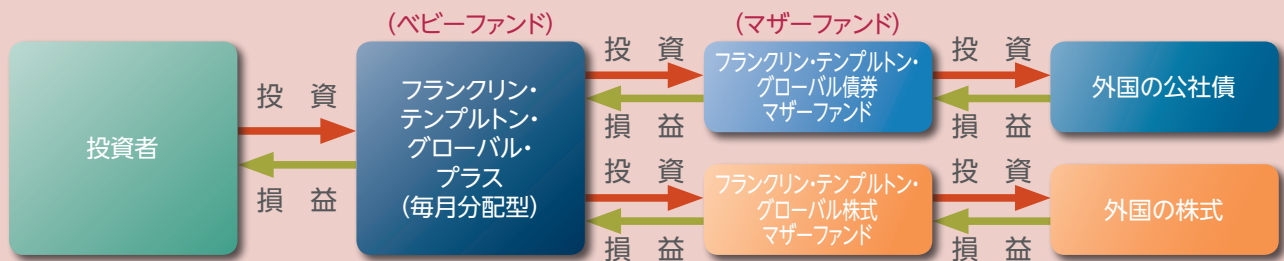 (ベビーファンド)
(マザーファンド)
投資者
投 資
損 益
フランクリン・
テンプルトン・
グローバル・
プラス
(毎月分配型)
投 資
損 益
フランクリン・テンプルトン・
グローバル債券
マザーファンド
投 資
損 益
外国の公社債
投 資
損 益
フランクリン・テンプルトン・
グローバル株式
マザーファンド
投 資
損 益
外国の株式